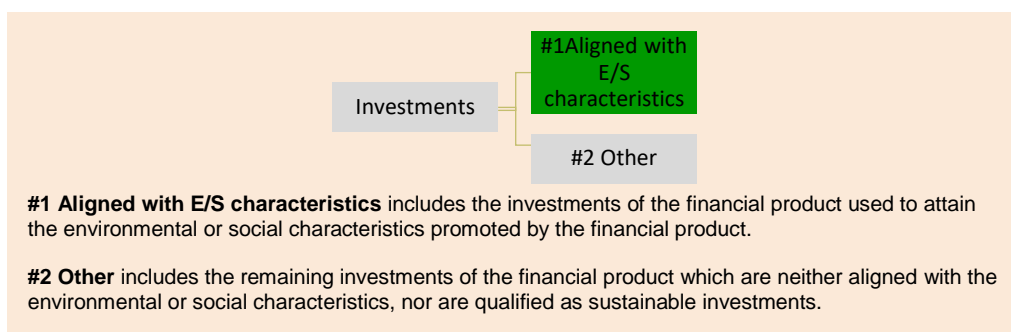 #1Aligned with
E/S
characteristics
Investments
#2 Other
#1 Aligned with E/S characteristics includes the investments of the financial product used to attain
the environmental or social characteristics promoted by the financial product.
#2 Other includes the remaining investments of the financial product which are neither aligned with the
environmental or social characteristics, nor are qualified as sustainable investments.